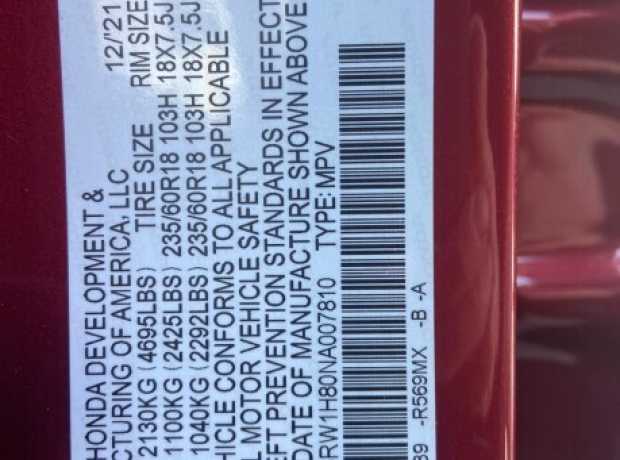 HONDA DEVELOPMENT & 12/'21
CTURING OF AMERICA, LLC
2130KG (4695LBS) TIRE SIZE RIM SIZE
1100KG (2425LBS) 235/60R18 103H 18X7.5J
1040KG (2292LBS) 235/60R18 103H 18X7.5J
HICLE CONFORMS TO ALL APPLICABLE
L MOTOR VEHICLE SAFETY
EFT PREVENTION STANDARDS IN EFFECT
DATE OF MANUFACTURE SHOWN ABOVE
RW1H80NA007810 TYPE: MPV
39 -R569MX -B -A